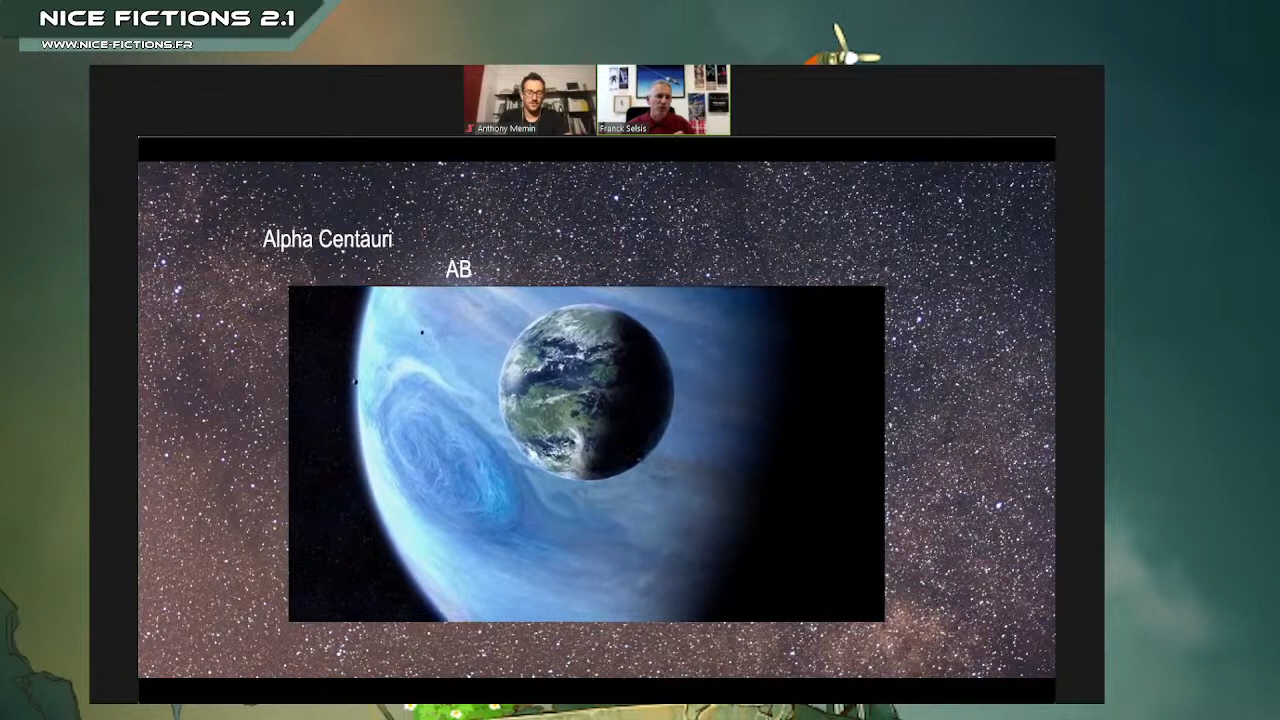 NICE FICTIONS 2.1
WWW.NICE-FICTIONS.FR
Anthony Memin
Franck Selsis
Alpha Centauri
AB